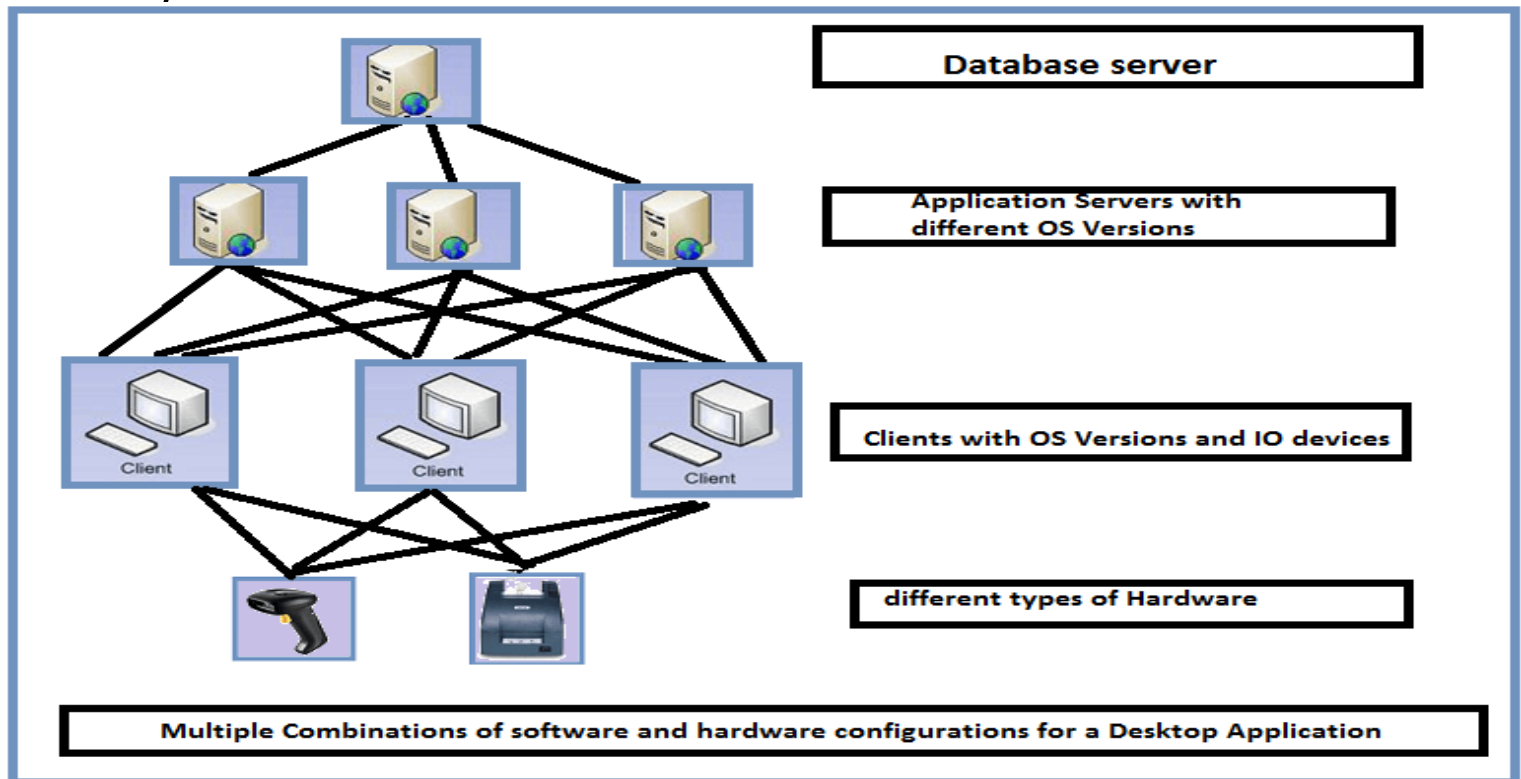 Database server
Application Servers with
different OS Versions
Client
Client
Client
Clients with OS Versions and IO devices
different types of Hardware
Multiple Combinations of software and hardware configurations for a Desktop Application